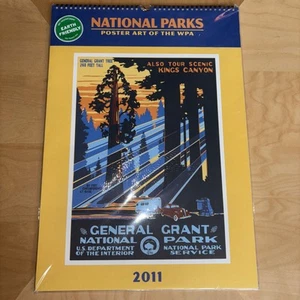 NATIONAL PARKS
POSTER ART OF THE WPA
EARTH
FRIENDLY
GENERAL GRANT TREE
ALSO TOUR SCENIC
KINGS CANYON
GENERAL GRANT
NATIONAL PARK
U.S. DEPARTMENT
OF THE INTERIOR
NATIONAL PARK
SERVICE
2011